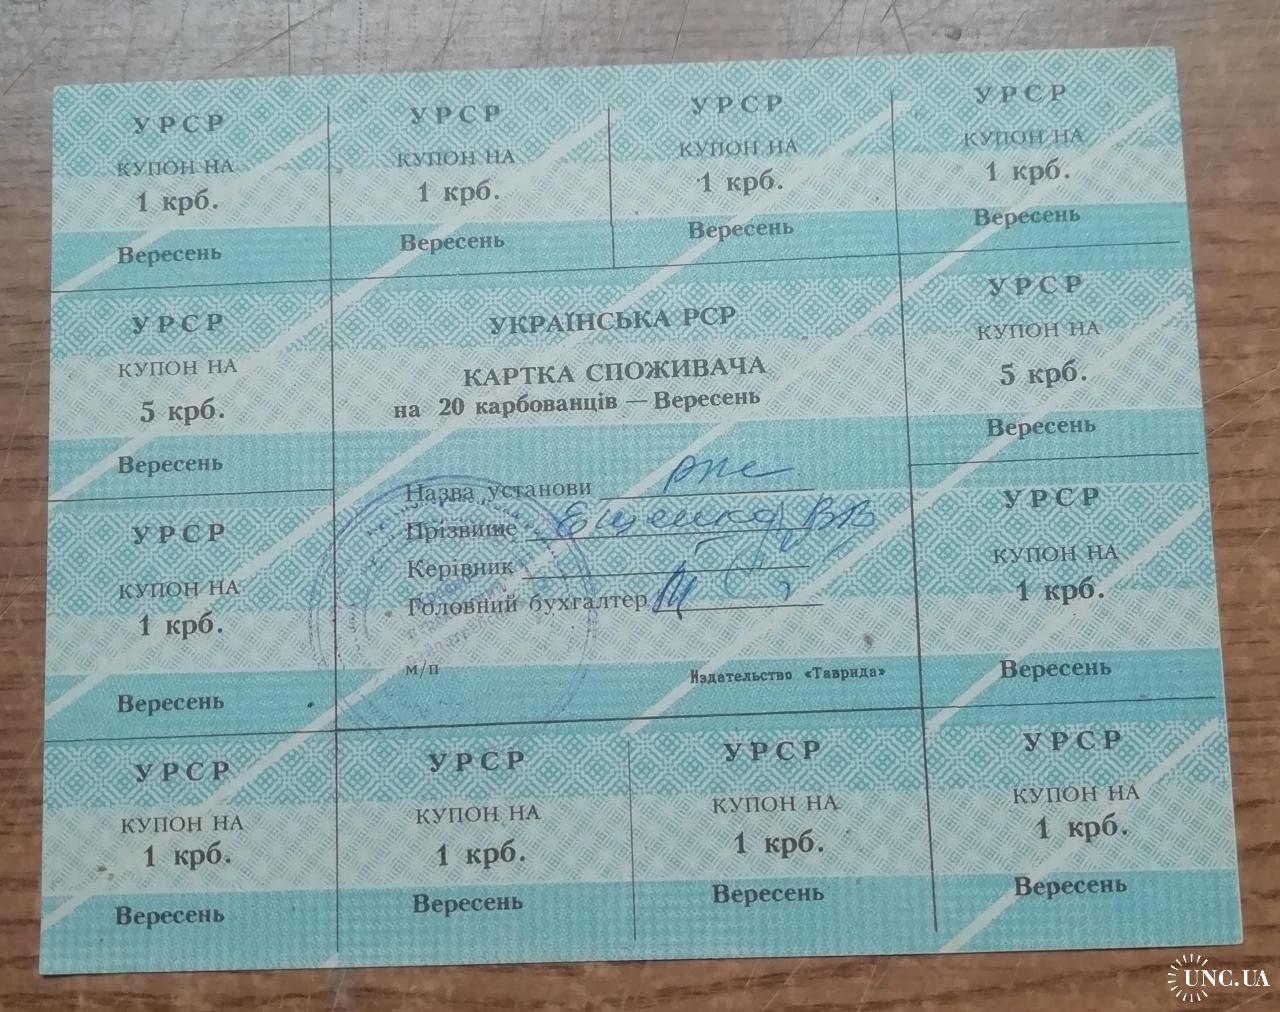 УРСР
КУПОН НА
1 крб.
Вересень
УРСР
КУПОН НА
1 крб.
Вересень
УРСР
КУПОН НА
1 крб.
Вересень
УРСР
КУПОН НА
1 крб.
Вересень
УРСР
КУПОН НА
5 крб.
Вересень
УКРАЇНСЬКА РСР
КАРТКА СПОЖИВАЧА
на 20 карбованців — Вересень
Назва установи
Прізвище
Керівник
Головний бухгалтер
м/п
Издательство «Таврида»
УРСР
КУПОН НА
5 крб.
Вересень
УРСР
КУПОН НА
1 крб.
Вересень
УРСР
КУПОН НА
1 крб.
Вересень
УРСР
КУПОН НА
1 крб.
Вересень
УРСР
КУПОН НА
1 крб.
Вересень
УРСР
КУПОН НА
1 крб.
Вересень
УРСР
КУПОН НА
1 крб.
Вересень
UNC.UA